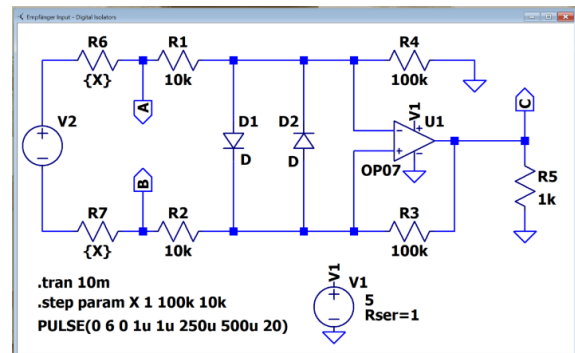 Empfänger Input - Digital Isolators
R6
R1
R4
{X}
10k
100k
A
V1
C
V2
D1
D2
U1
D
D
OP07
R5
1k
B
R7
R2
R3
{X}
10k
100k
.tran 10m
.step param X 1 100k 10k
PULSE(0 6 0 1u 1u 250u 500u 20)
V1
V1
5
Rser=1